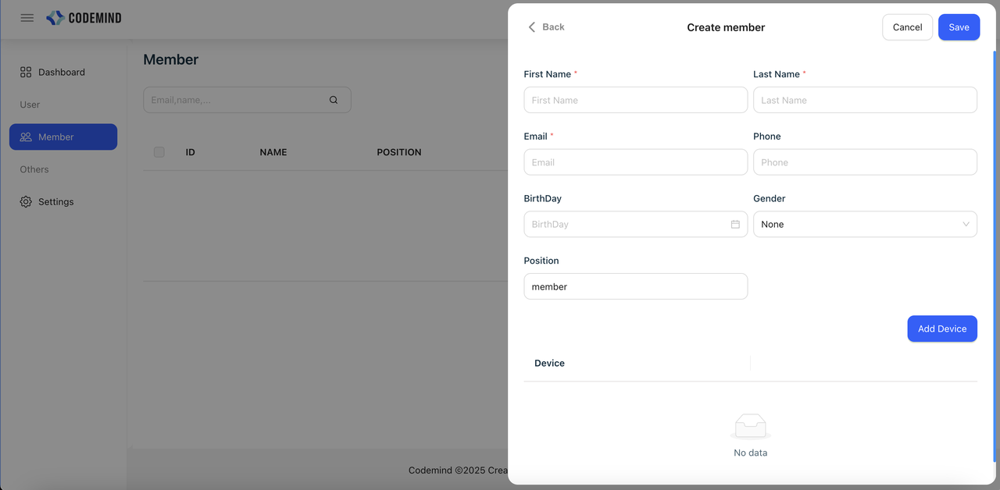 CODEMIND
Dashboard
User
Member
Others
Settings
Member
Email,name,...
ID NAME POSITION
Codemind ©2025 Crea
Back
Create member
Cancel
Save
First Name * Last Name *
First Name Last Name
Email * Phone
Email Phone
BirthDay Gender
BirthDay None
Position
member
Add Device
Device
No data